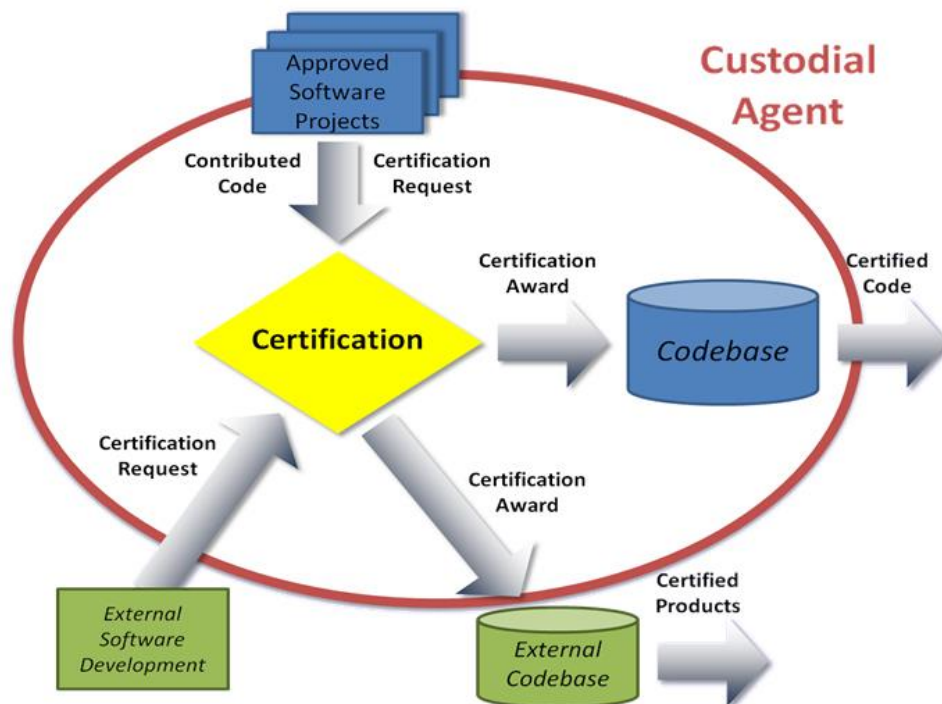 Approved
Software
Projects
Custodial
Agent
Contributed
Code
Certification
Request
Certification
Award
Certified
Code
Certification
Codebase
Certification
Request
Certification
Award
Certified
Products
External
Software
Development
External
Codebase